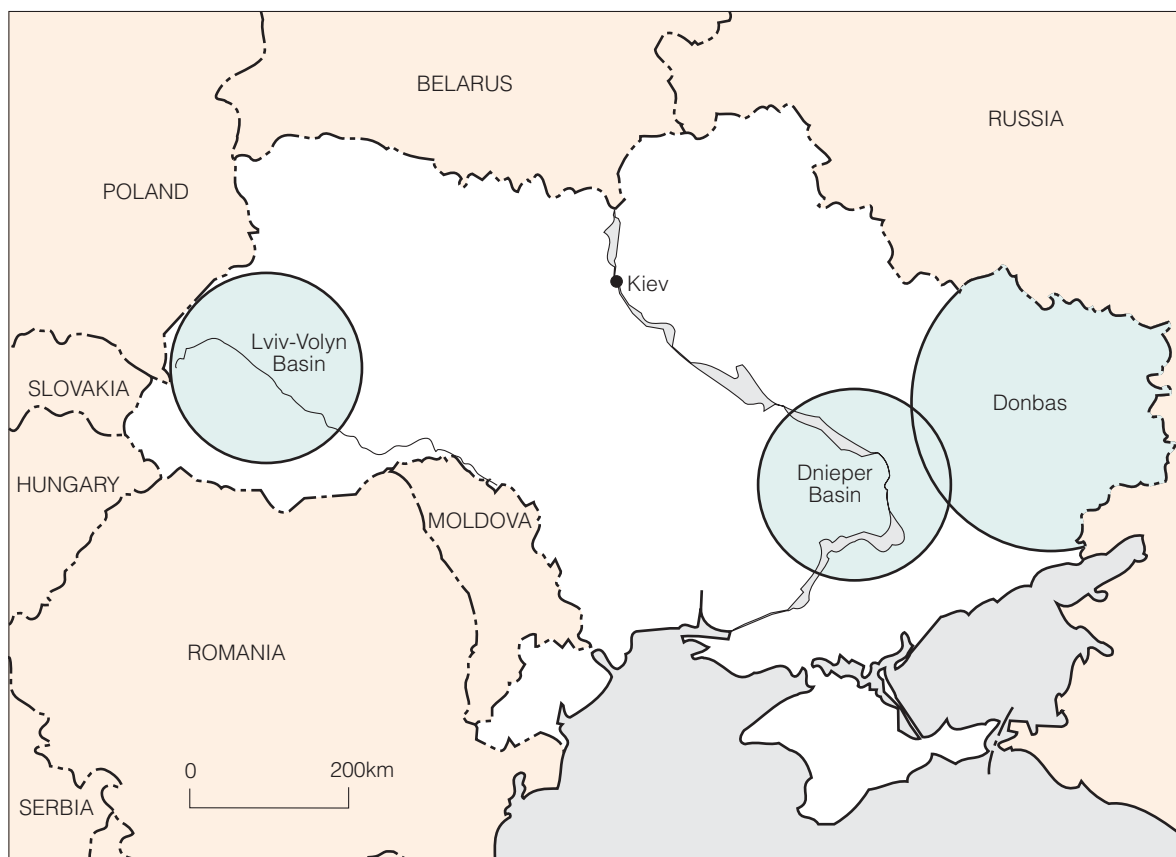 BELARUS
RUSSIA
POLAND
Kiev
Lviv-Volyn
Basin
SLOVAKIA
Donbas
HUNGARY
Dnieper
Basin
MOLDOVA
ROMANIA
0 200km
SERBIA